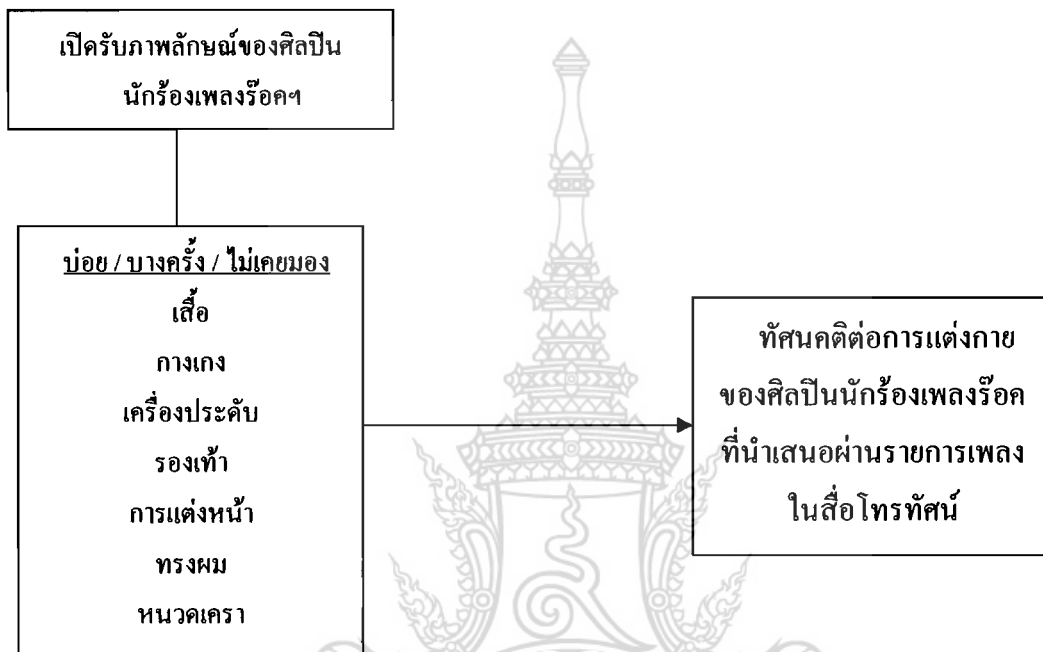 เปิดรับภาพลักษณ์ของศิลปิน
นักร้องเพลงร๊อคฯ
บ่อย / บางครั้ง / ไม่เคยมอง
เสื้อ
กางเกง
เครื่องประดับ
รองเท้า
การแต่งหน้า
ทรงผม
หนวดเครา
ทัศนคติต่อการแต่งกาย
ของศิลปินนักร้องเพลงร๊อค
ที่นำเสนอผ่านรายการเพลง
ในสื่อโทรทัศน์